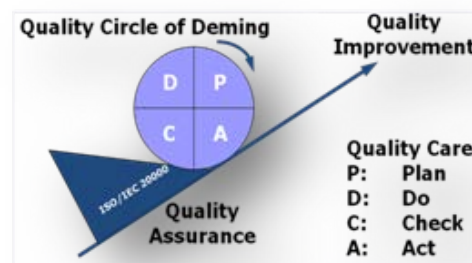 Quality Circle of Deming
Quality
Improvement
D P
C A
ISO/IEC 20000
Quality
Assurance
Quality Care
P: Plan
D: Do
C: Check
A: Act